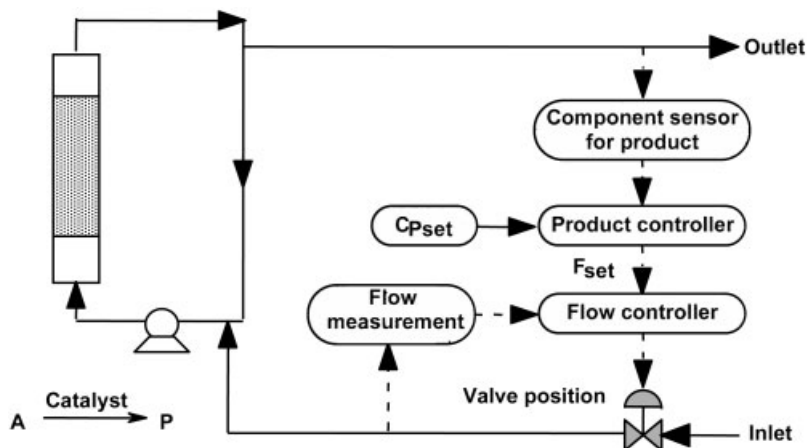 Outlet
Component sensor
for product
CPset
Product controller
Fset
Flow
measurement
Flow controller
Valve position
Catalyst
A
P
Inlet